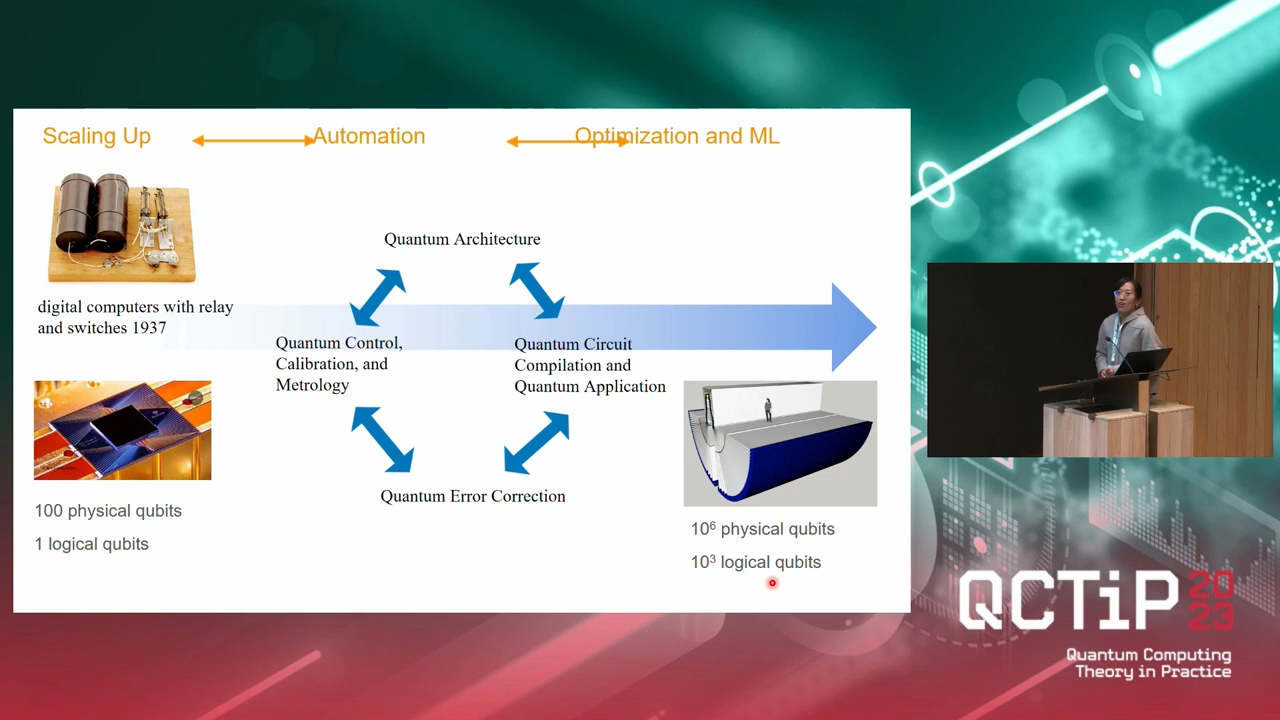 Scaling Up
Automation
Optimization and ML
digital computers with relay
and switches 1937
Quantum Architecture
Quantum Control,
Calibration, and
Metrology
Quantum Circuit
Compilation and
Quantum Application
Quantum Error Correction
100 physical qubits
1 logical qubits
10⁶ physical qubits
10³ logical qubits
QCTiP 20
23
Quantum Computing
Theory in Practice